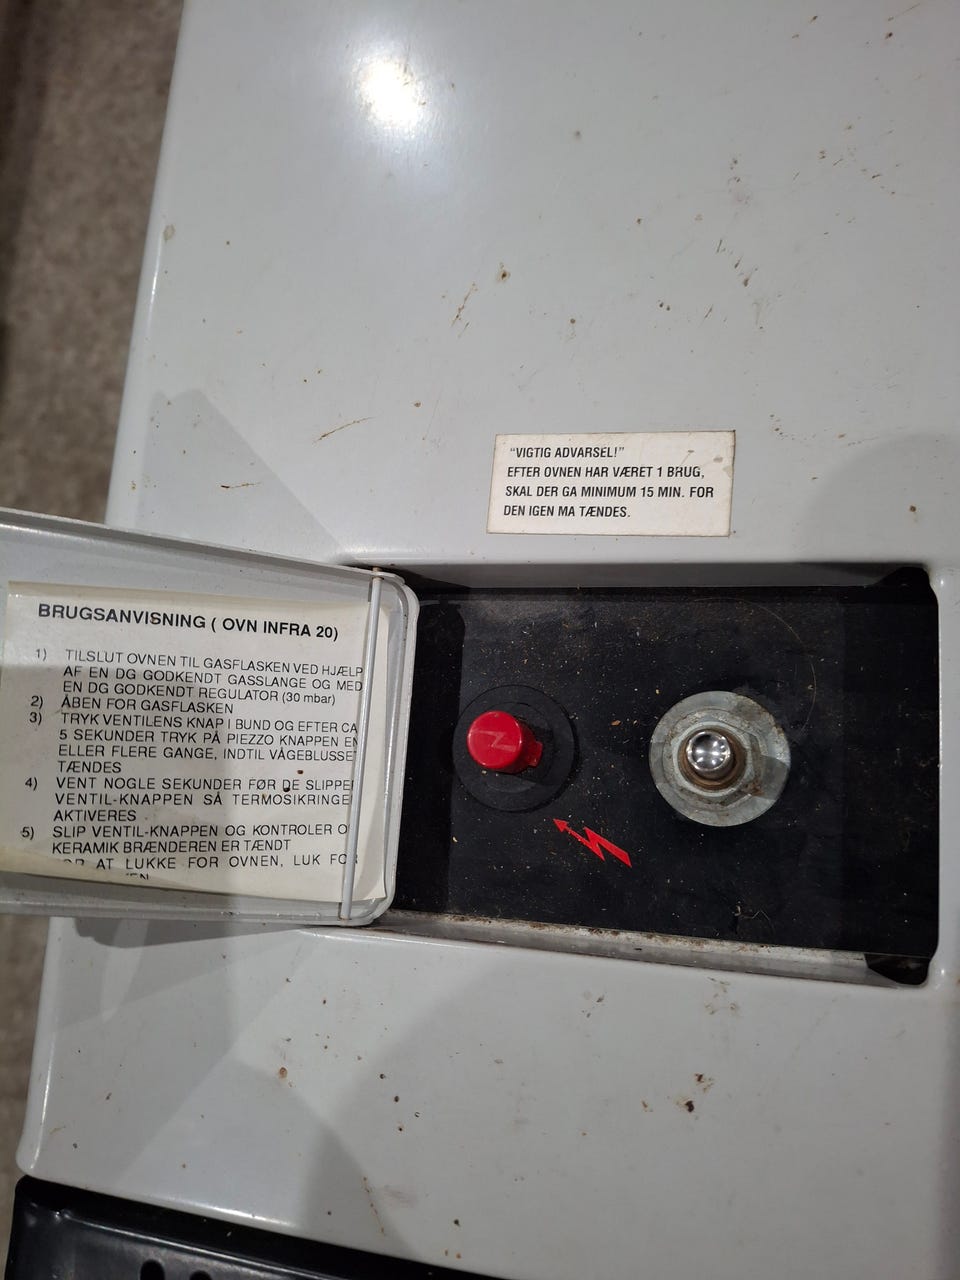 "VIGTIG ADVARSEL!"
EFTER OVNEN HAR VÆRET 1 BRUG,
SKAL DER GA MINIMUM 15 MIN. FOR
DEN IGEN MA TÆNDES.
BRUGSANVISNING ( OVN INFRA 20)
1) TILSLUT OVNEN TIL GASFLASKEN VED HJÆLP
AF EN DG GODKENDT GASSLANGE OG MED
EN DG GODKENDT REGULATOR (30 mbar)
2) ÅBEN FOR GASFLASKEN
3) TRYK VENTILENS KNAP I BUND OG EFTER CA
5 SEKUNDER TRYK PÅ PIEZZO KNAPPEN EN
ELLER FLERE GANGE, INDTIL VÅGEBLUSSET
TÆNDES
4) VENT NOGLE SEKUNDER FØR DE SLIPPER
VENTIL-KNAPPEN SÅ TERMOSIKRINGEN
AKTIVERES
5) SLIP VENTIL-KNAPPEN OG KONTROLER
KERAMIK BRÆNDEREN ER TÆNDT
AT LUKKE FOR OVNEN, LUK FOR